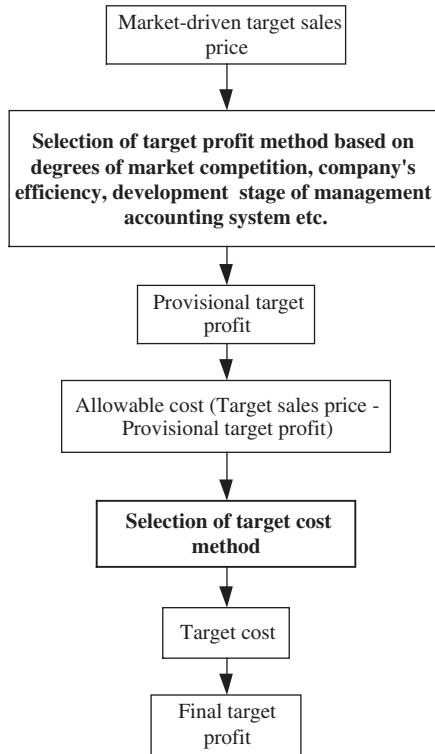 Market-driven target sales
price
Selection of target profit method based on
degrees of market competition, company's
efficiency, development stage of management
accounting system etc.
Provisional target
profit
Allowable cost (Target sales price -
Provisional target profit)
Selection of target cost
method
Target cost
Final target
profit